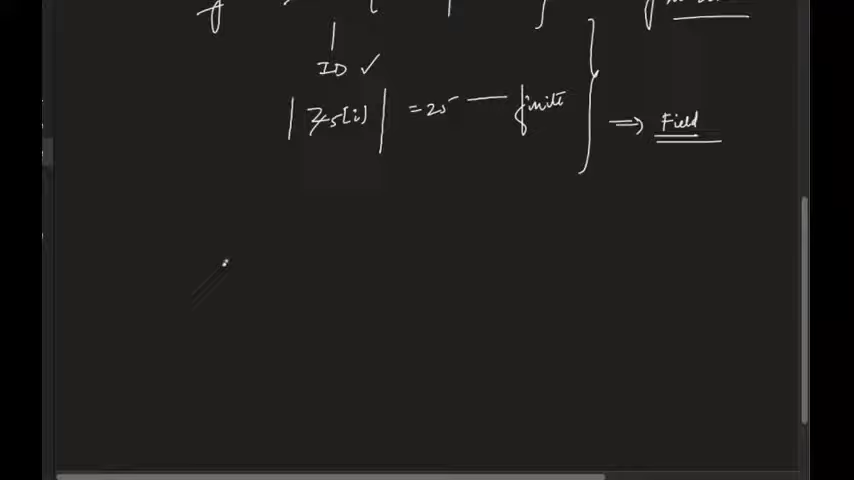 ID ✓
| ℤ₅[i] | = 25 — finite } ⇒ Field